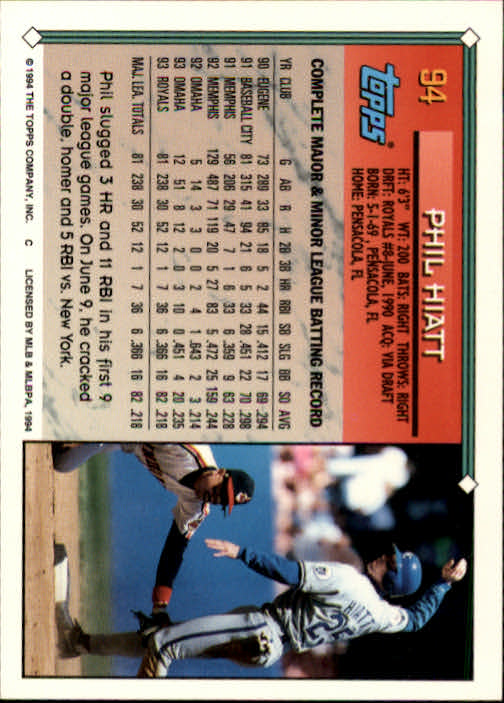 94
PHIL HIATT
topps
HT: 6'3" WT: 200 BATS: RIGHT THROWS: RIGHT
DRFT: ROYALS #8-JUNE, 1990 ACQ: VIA DRAFT
BORN: 5-1-69, PENSACOLA, FL
HOME: PENSACOLA, FL
COMPLETE MAJOR & MINOR LEAGUE BATTING RECORD
YR CLUB G AB R H 2B 3B HR RBI SB SLG BB SO AVG
90 EUGENE 73 289 33 85 18 5 2 44 15 .412 17 69 .294
91 BASEBALL CITY 81 315 41 94 21 6 5 33 28 .451 22 70 .298
91 MEMPHIS 56 206 29 47 7 1 6 33 6 .359 9 63 .228
92 MEMPHIS 129 487 71 119 20 5 27 83 5 .472 25 159 .244
92 OMAHA 5 14 3 3 0 0 2 4 1 .643 2 3 .214
93 OMAHA 12 51 8 12 2 0 3 10 0 .451 4 20 .235
93 ROYALS 81 238 30 52 12 1 7 36 6 .366 16 82 .218
MAJ. LEA. TOTALS 81 238 30 52 12 1 7 36 6 .366 16 82 .218
Phil slugged 3 HR and 11 RBI in his first 9
major league games. On June 9, he cracked
a double, homer and 5 RBI vs. New York.
© 1994 THE TOPPS COMPANY, INC. C LICENSED BY MLB & MLBPA, 1994
HIATT
25